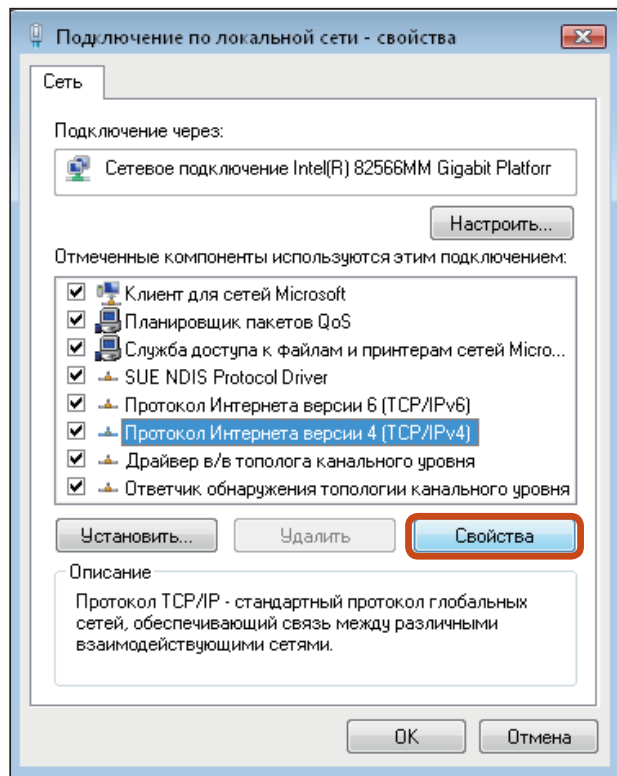 Подключение по локальной сети - свойства
Сеть
Подключение через:
Сетевое подключение Intel(R) 82566MM Gigabit Platforr
Настроить...
Отмеченные компоненты используются этим подключением:
Клиент для сетей Microsoft
Планировщик пакетов QoS
Служба доступа к файлам и принтерам сетей Micro...
SUE NDIS Protocol Driver
Протокол Интернета версии 6 (TCP/IPv6)
Протокол Интернета версии 4 (TCP/IPv4)
Драйвер в/в тополога канального уровня
Ответчик обнаружения топологии канального уровня
Установить...
Удалить
Свойства
Описание
Протокол TCP/IP - стандартный протокол глобальных
сетей, обеспечивающий связь между различными
взаимодействующими сетями.
OK
Отмена